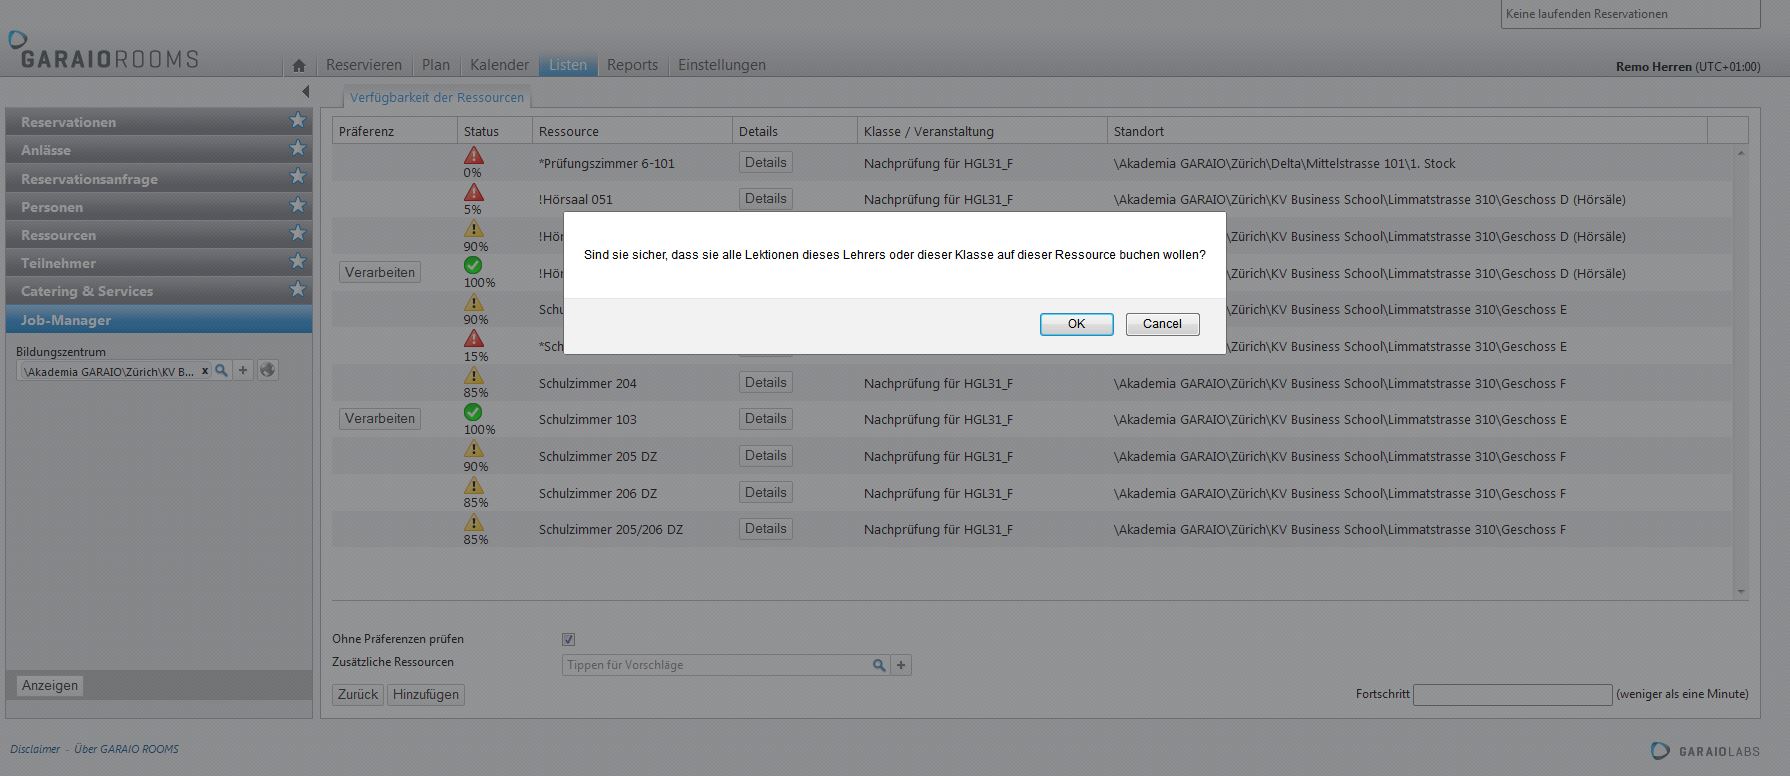 Keine laufenden Reservationen
GARAIOROOMS
Reservieren Plan Kalender Listen Reports Einstellungen
Remo Herren (UTC+01:00)
Verfügbarkeit der Ressourcen
Reservationen
Anlässe
Reservationsanfrage
Personen
Ressourcen
Teilnehmer
Catering & Services
Job-Manager
Bildungszentrum
\Akademia GARAIO\Zürich\KV B... x
Anzeigen
Präferenz Status Ressource Details Klasse / Veranstaltung Standort
0% *Prüfungszimmer 6-101 Details Nachprüfung für HGL31_F \Akademia GARAIO\Zürich\Delta\Mittelstrasse 101\1. Stock
5% !Hörsaal 051 Details Nachprüfung für HGL31_F \Akademia GARAIO\Zürich\KV Business School\Limmatstrasse 310\Geschoss D (Hörsäle)
90% !Hör \Zürich\KV Business School\Limmatstrasse 310\Geschoss D (Hörsäle)
Verarbeiten 100% !Hör \Zürich\KV Business School\Limmatstrasse 310\Geschoss D (Hörsäle)
90% Schu \Zürich\KV Business School\Limmatstrasse 310\Geschoss E
15% *Sch \Zürich\KV Business School\Limmatstrasse 310\Geschoss E
85% Schulzimmer 204 Details Nachprüfung für HGL31_F \Akademia GARAIO\Zürich\KV Business School\Limmatstrasse 310\Geschoss F
Verarbeiten 100% Schulzimmer 103 Details Nachprüfung für HGL31_F \Akademia GARAIO\Zürich\KV Business School\Limmatstrasse 310\Geschoss E
90% Schulzimmer 205 DZ Details Nachprüfung für HGL31_F \Akademia GARAIO\Zürich\KV Business School\Limmatstrasse 310\Geschoss F
85% Schulzimmer 206 DZ Details Nachprüfung für HGL31_F \Akademia GARAIO\Zürich\KV Business School\Limmatstrasse 310\Geschoss F
85% Schulzimmer 205/206 DZ Details Nachprüfung für HGL31_F \Akademia GARAIO\Zürich\KV Business School\Limmatstrasse 310\Geschoss F
Sind sie sicher, dass sie alle Lektionen dieses Lehrers oder dieser Klasse auf dieser Ressource buchen wollen?
OK Cancel
Ohne Präferenzen prüfen
Zusätzliche Ressourcen Tippen für Vorschläge
Zurück Hinzufügen
Fortschritt (weniger als eine Minute)
Disclaimer - Über GARAIO ROOMS
GARAIOLABS